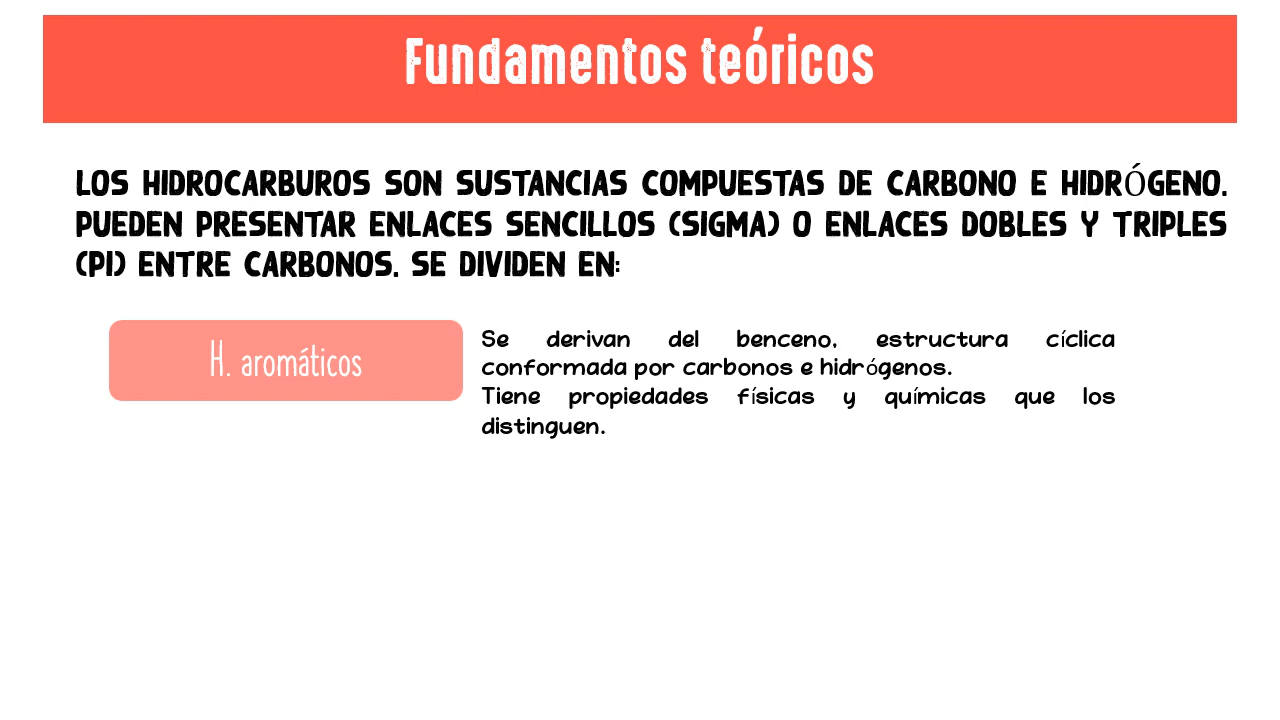 Fundamentos teóricos
LOS HIDROCARBUROS SON SUSTANCIAS COMPUESTAS DE CARBONO E HIDRÓGENO.
PUEDEN PRESENTAR ENLACES SENCILLOS (SIGMA) O ENLACES DOBLES Y TRIPLES
(PI) ENTRE CARBONOS. SE DIVIDEN EN:
H. aromáticos
Se derivan del benceno, estructura cíclica
conformada por carbonos e hidrógenos.
Tiene propiedades físicas y químicas que los
distinguen.